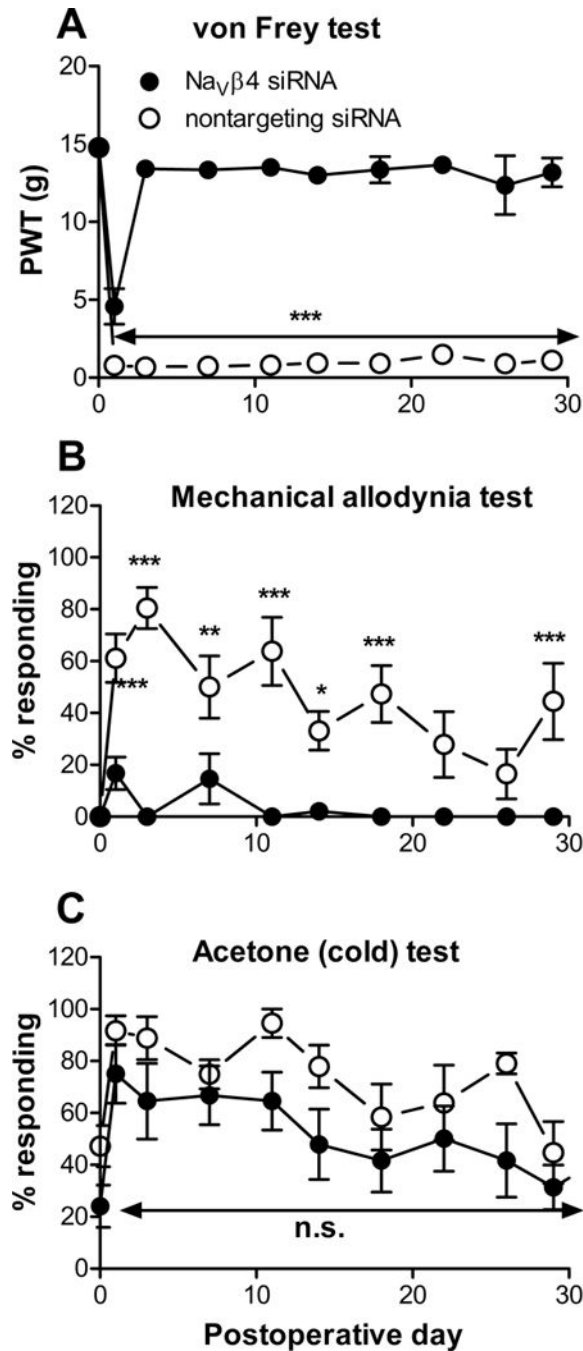 A
von Frey test
20
15
10
5
0
PWT (g)
NaVβ4 siRNA
nontargeting siRNA
***
0 10 20 30
B
Mechanical allodynia test
120
100
80
60
40
20
0
% responding
***
***
**
***
*
***
***
0 10 20 30
C
Acetone (cold) test
120
100
80
60
40
20
0
% responding
n.s.
0 10 20 30
Postoperative day